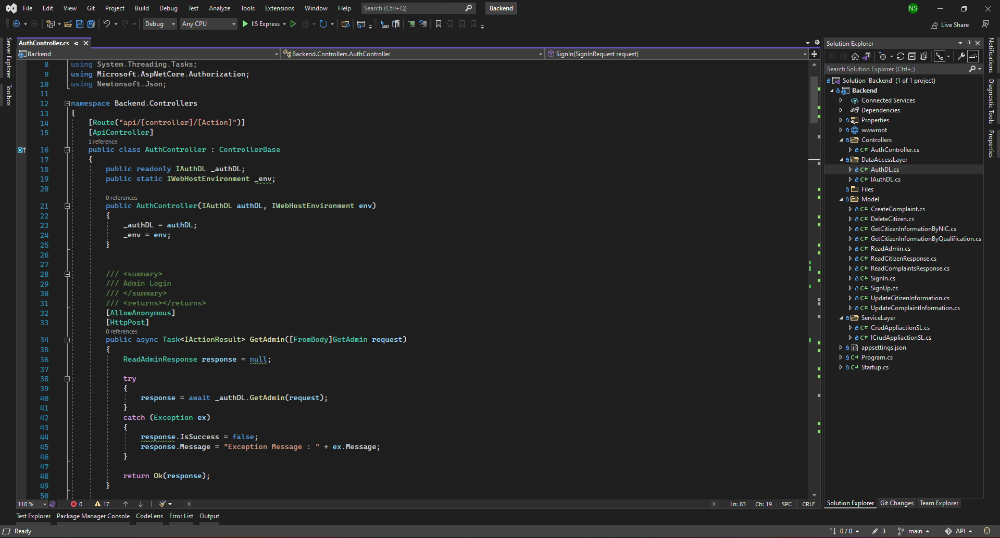 File Edit View Git Project Build Debug Test Analyze Tools Extensions Window Help Search (Ctrl+Q) Backend NS
Debug Any CPU IIS Express Live Share
Server Explorer
Toolbox
AuthController.cs
Backend Backend.Controllers.AuthController SignIn(SignInRequest request)
8 using System.Threading.Tasks;
9 using Microsoft.AspNetCore.Authorization;
10 using Newtonsoft.Json;
11
12 namespace Backend.Controllers
13 {
14 [Route("api/[controller]/[Action]")]
15 [ApiController]
1 reference
16 public class AuthController : ControllerBase
17 {
18 public readonly IAuthDL _authDL;
19 public static IWebHostEnvironment _env;
20
0 references
21 public AuthController(IAuthDL authDL, IWebHostEnvironment env)
22 {
23 _authDL = authDL;
24 _env = env;
25 }
26
27
28 /// <summary>
29 /// Admin Login
30 /// </summary>
31 /// <returns></returns>
32 [AllowAnonymous]
33 [HttpPost]
0 references
34 public async Task<IActionResult> GetAdmin([FromBody]GetAdmin request)
35 {
36 ReadAdminResponse response = null;
37
38 try
39 {
40 response = await _authDL.GetAdmin(request);
41 }
42 catch (Exception ex)
43 {
44 response.IsSuccess = false;
45 response.Message = "Exception Message : " + ex.Message;
46 }
47
48 return Ok(response);
49 }
50
110 % 0 17 Ln: 83 Ch: 19 SPC CRLF
Solution Explorer
Search Solution Explorer (Ctrl+;)
Solution 'Backend' (1 of 1 project)
Backend
Connected Services
Dependencies
Properties
wwwroot
Controllers
C# AuthController.cs
DataAccessLayer
C# AuthDL.cs
C# IAuthDL.cs
Files
Model
C# CreateComplaint.cs
C# DeleteCitizen.cs
C# GetCitizenInformationByNIC.cs
C# GetCitizenInformationByQualification.cs
C# ReadAdmin.cs
C# ReadCitizenResponse.cs
C# ReadComplaintsResponse.cs
C# SignIn.cs
C# SignUp.cs
C# UpdateCitizenInformation.cs
C# UpdateComplaintInformation.cs
ServiceLayer
C# CrudAppliactionSL.cs
C# ICrudAppliactionSL.cs
appsettings.json
C# Program.cs
C# Startup.cs
Solution Explorer Git Changes Team Explorer
Notifications
Diagnostic Tools
Properties
Test Explorer Package Manager Console CodeLens Error List Output
Ready 0 / 0 3 main API